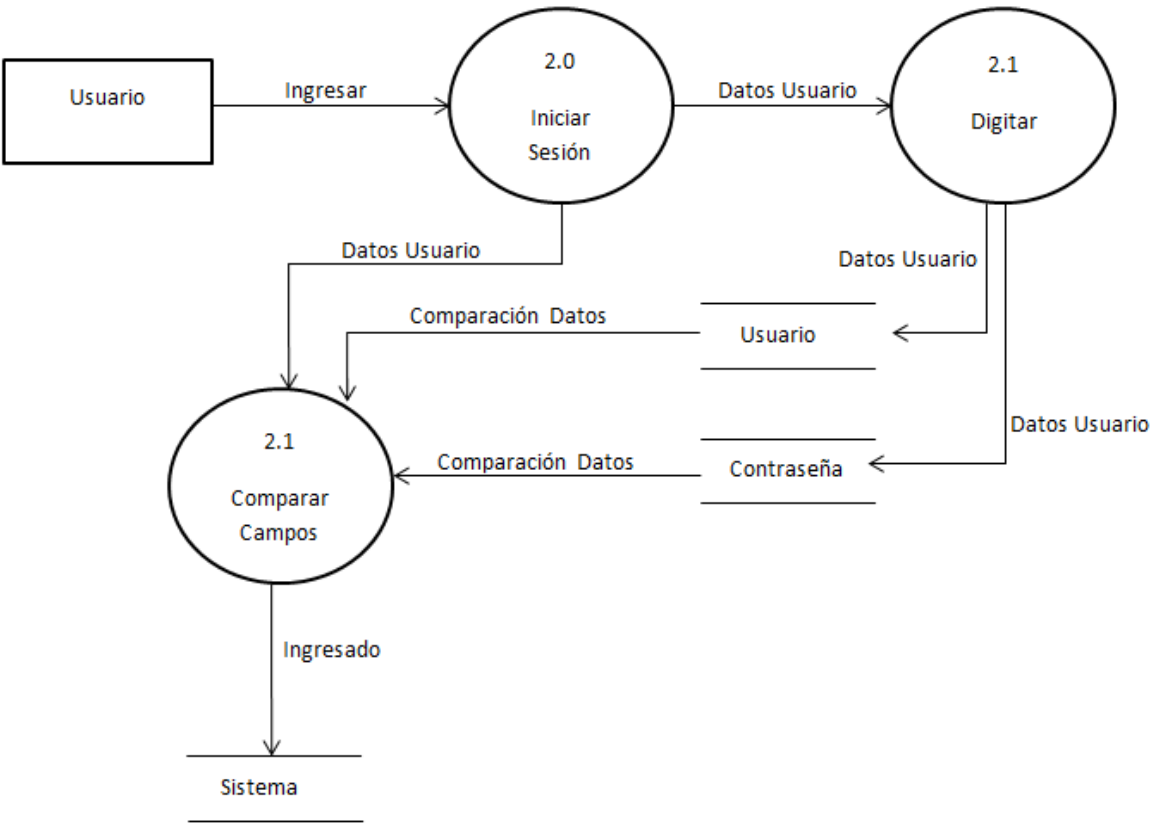 Usuario
Ingresar
2.0
Iniciar
Sesión
Datos Usuario
2.1
Digitar
Datos Usuario
Datos Usuario
Comparación Datos
Usuario
Datos Usuario
2.1
Comparar
Campos
Comparación Datos
Contraseña
Ingresado
Sistema